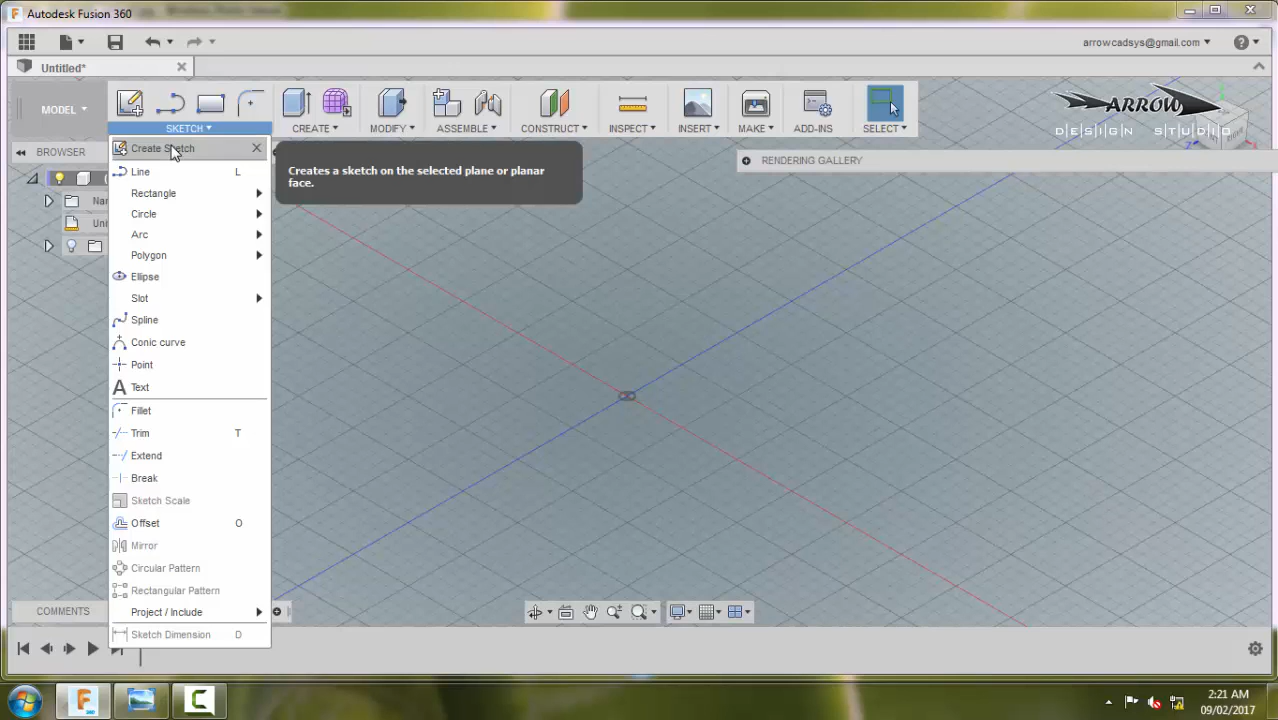 Autodesk Fusion 360
arrowcadsys@gmail.com
Untitled*
MODEL
SKETCH
CREATE
MODIFY
ASSEMBLE
CONSTRUCT
INSPECT
INSERT
MAKE
ADD-INS
SELECT
ARROW
DESIGN STUDIO
BROWSER
RENDERING GALLERY
Create Sketch
Creates a sketch on the selected plane or planar
face.
Line L
Rectangle
Circle
Arc
Polygon
Ellipse
Slot
Spline
Conic curve
Point
Text
Fillet
Trim T
Extend
Break
Sketch Scale
Offset O
Mirror
Circular Pattern
Rectangular Pattern
Project / Include
Sketch Dimension D
COMMENTS
2:21 AM
09/02/2017